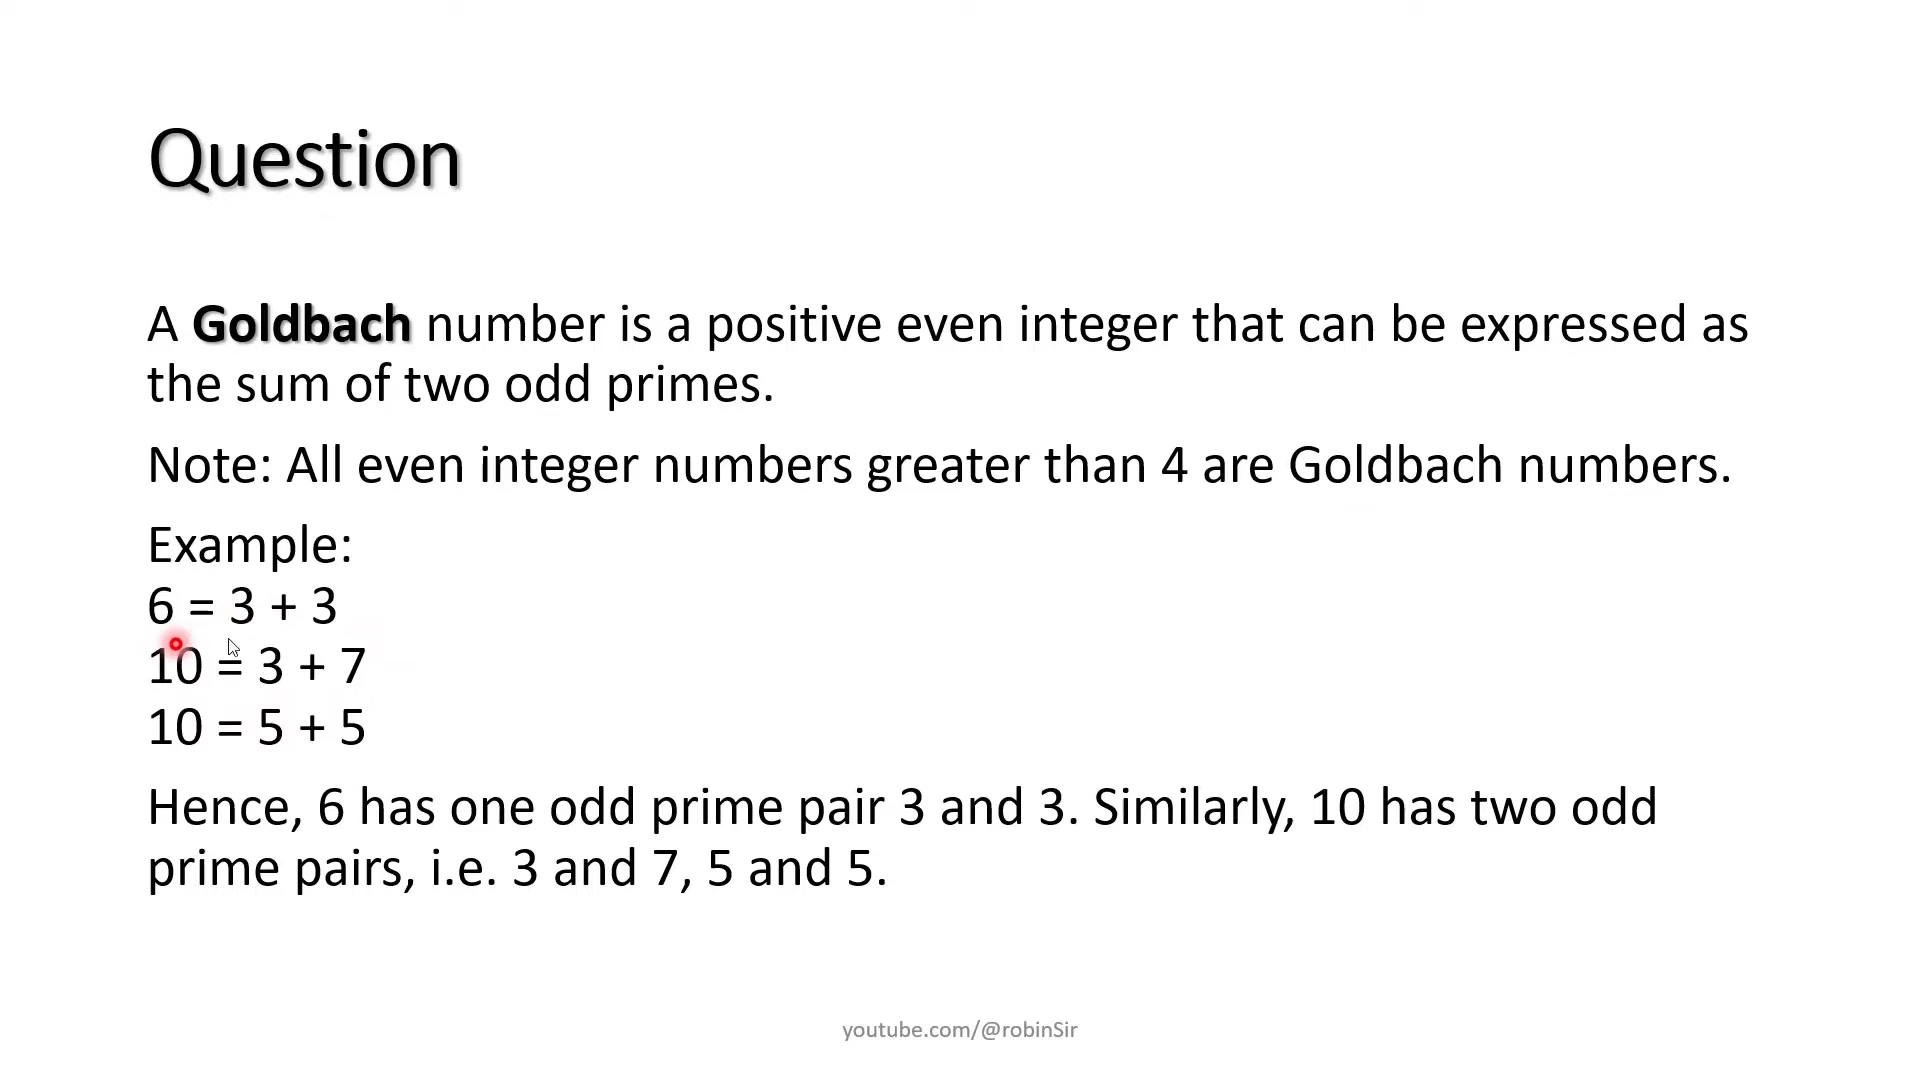 Question
A Goldbach number is a positive even integer that can be expressed as
the sum of two odd primes.
Note: All even integer numbers greater than 4 are Goldbach numbers.
Example:
6 = 3 + 3
10 = 3 + 7
10 = 5 + 5
Hence, 6 has one odd prime pair 3 and 3. Similarly, 10 has two odd
prime pairs, i.e. 3 and 7, 5 and 5.
youtube.com/@robinSir